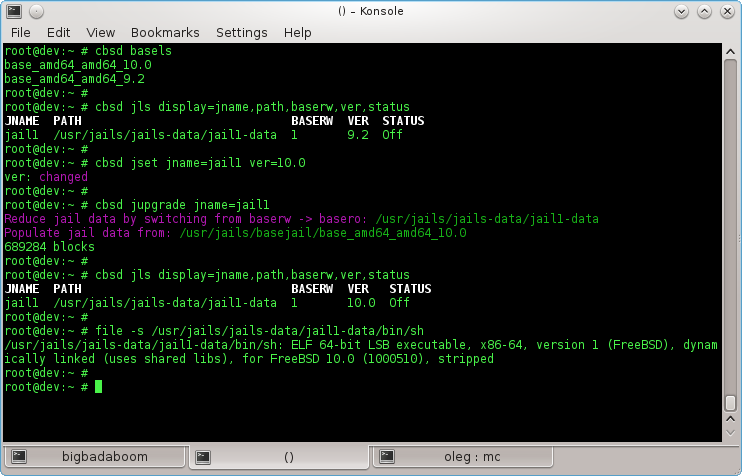 () – Konsole
File Edit View Bookmarks Settings Help
root@dev:~ # cbsd basels
base_amd64_amd64_10.0
base_amd64_amd64_9.2
root@dev:~ #
root@dev:~ # cbsd jls display=jname,path,baserw,ver,status
JNAME  PATH                              BASERW  VER  STATUS
jail1  /usr/jails/jails-data/jail1-data  1       9.2  Off
root@dev:~ #
root@dev:~ # cbsd jset jname=jail1 ver=10.0
ver: changed
root@dev:~ #
root@dev:~ # cbsd jupgrade jname=jail1
Reduce jail data by switching from baserw -> basero: /usr/jails/jails-data/jail1-data
Populate jail data from: /usr/jails/basejail/base_amd64_amd64_10.0
689284 blocks
root@dev:~ #
root@dev:~ # cbsd jls display=jname,path,baserw,ver,status
JNAME  PATH                              BASERW  VER   STATUS
jail1  /usr/jails/jails-data/jail1-data  1       10.0  Off
root@dev:~ #
root@dev:~ # file -s /usr/jails/jails-data/jail1-data/bin/sh
/usr/jails/jails-data/jail1-data/bin/sh: ELF 64-bit LSB executable, x86-64, version 1 (FreeBSD), dynam
ically linked (uses shared libs), for FreeBSD 10.0 (1000510), stripped
root@dev:~ #
root@dev:~ #
bigbadaboom () oleg : mc